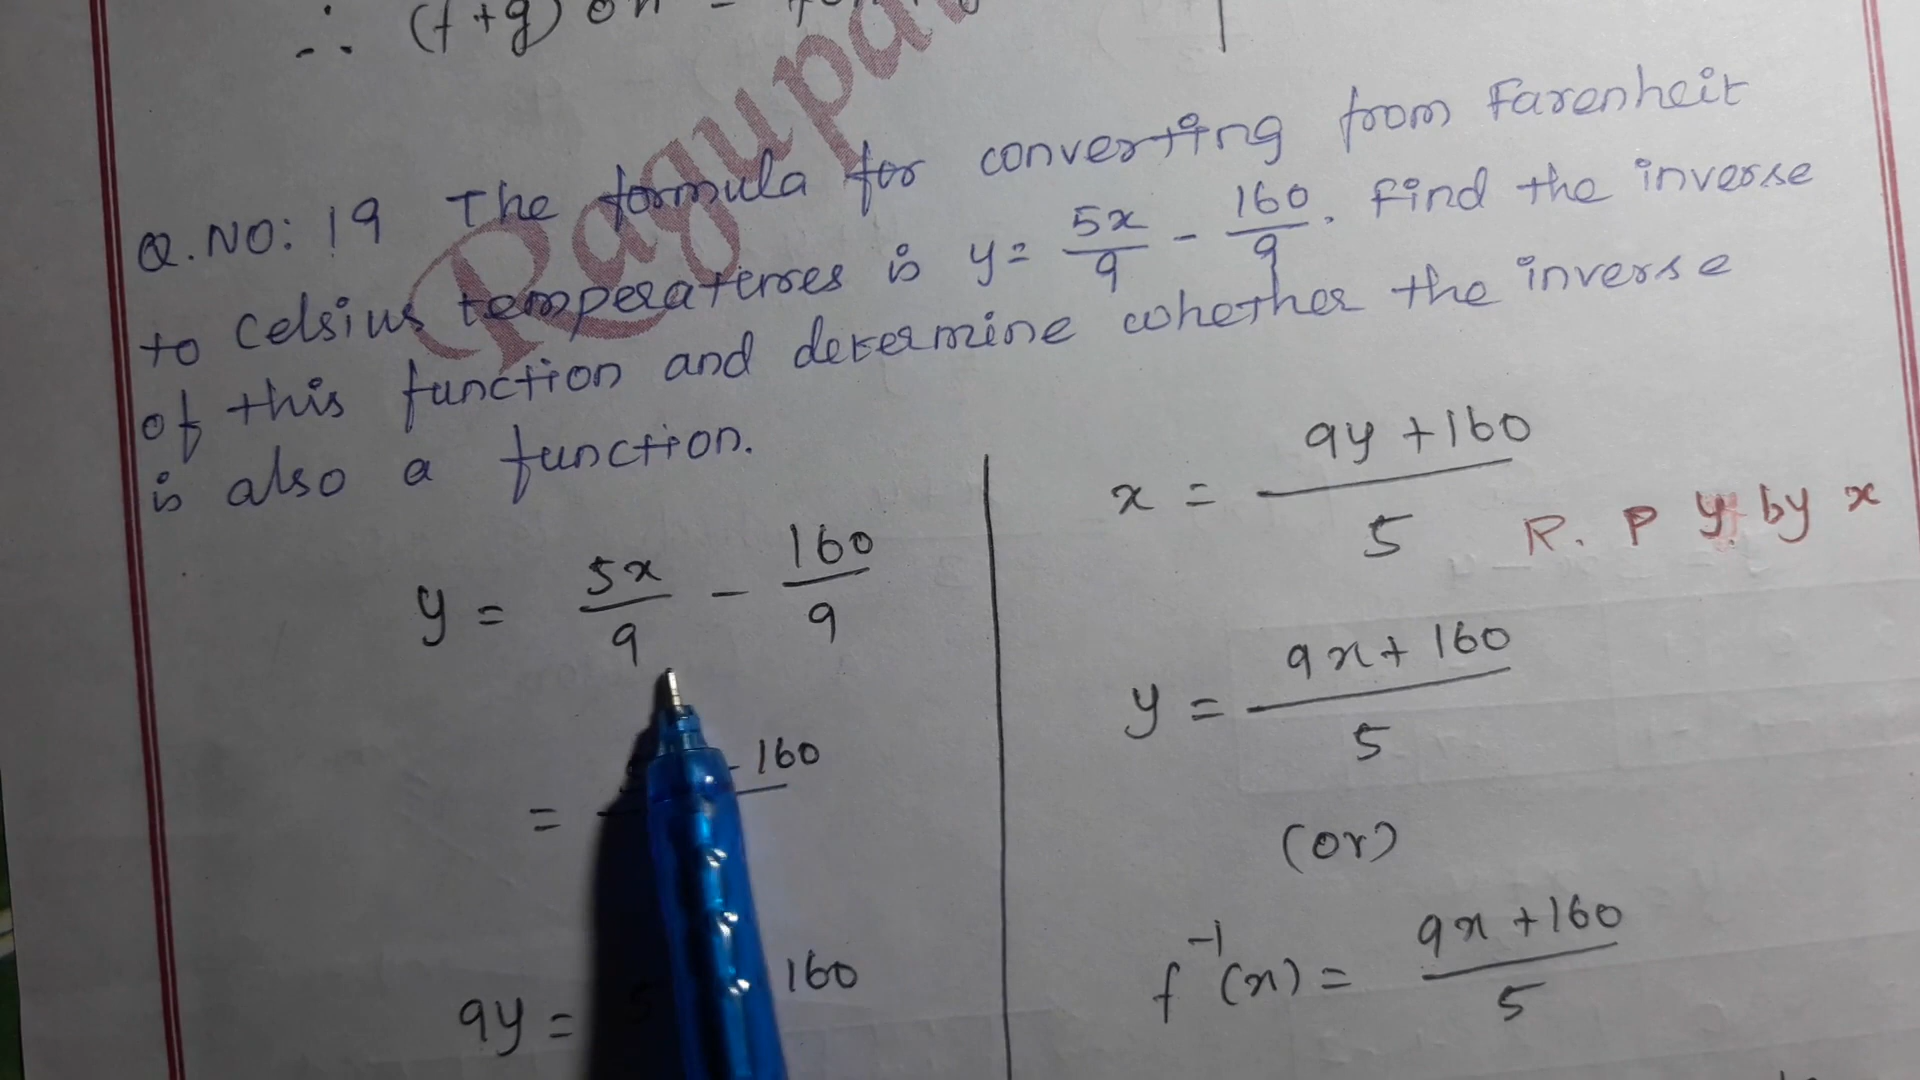 ∴ (f+g) o h =
Q.NO: 19 The formula for converting from Farenheit
to Celsius temperatures is y = 5x/9 - 160/9. Find the inverse
of this function and determine whether the inverse
is also a function.
y = 5x/9 - 160/9
= - 160
9y = 160
x = (9y + 160)/5 R. P y by x
y = (9x + 160)/5
(or)
f⁻¹(x) = (9x + 160)/5